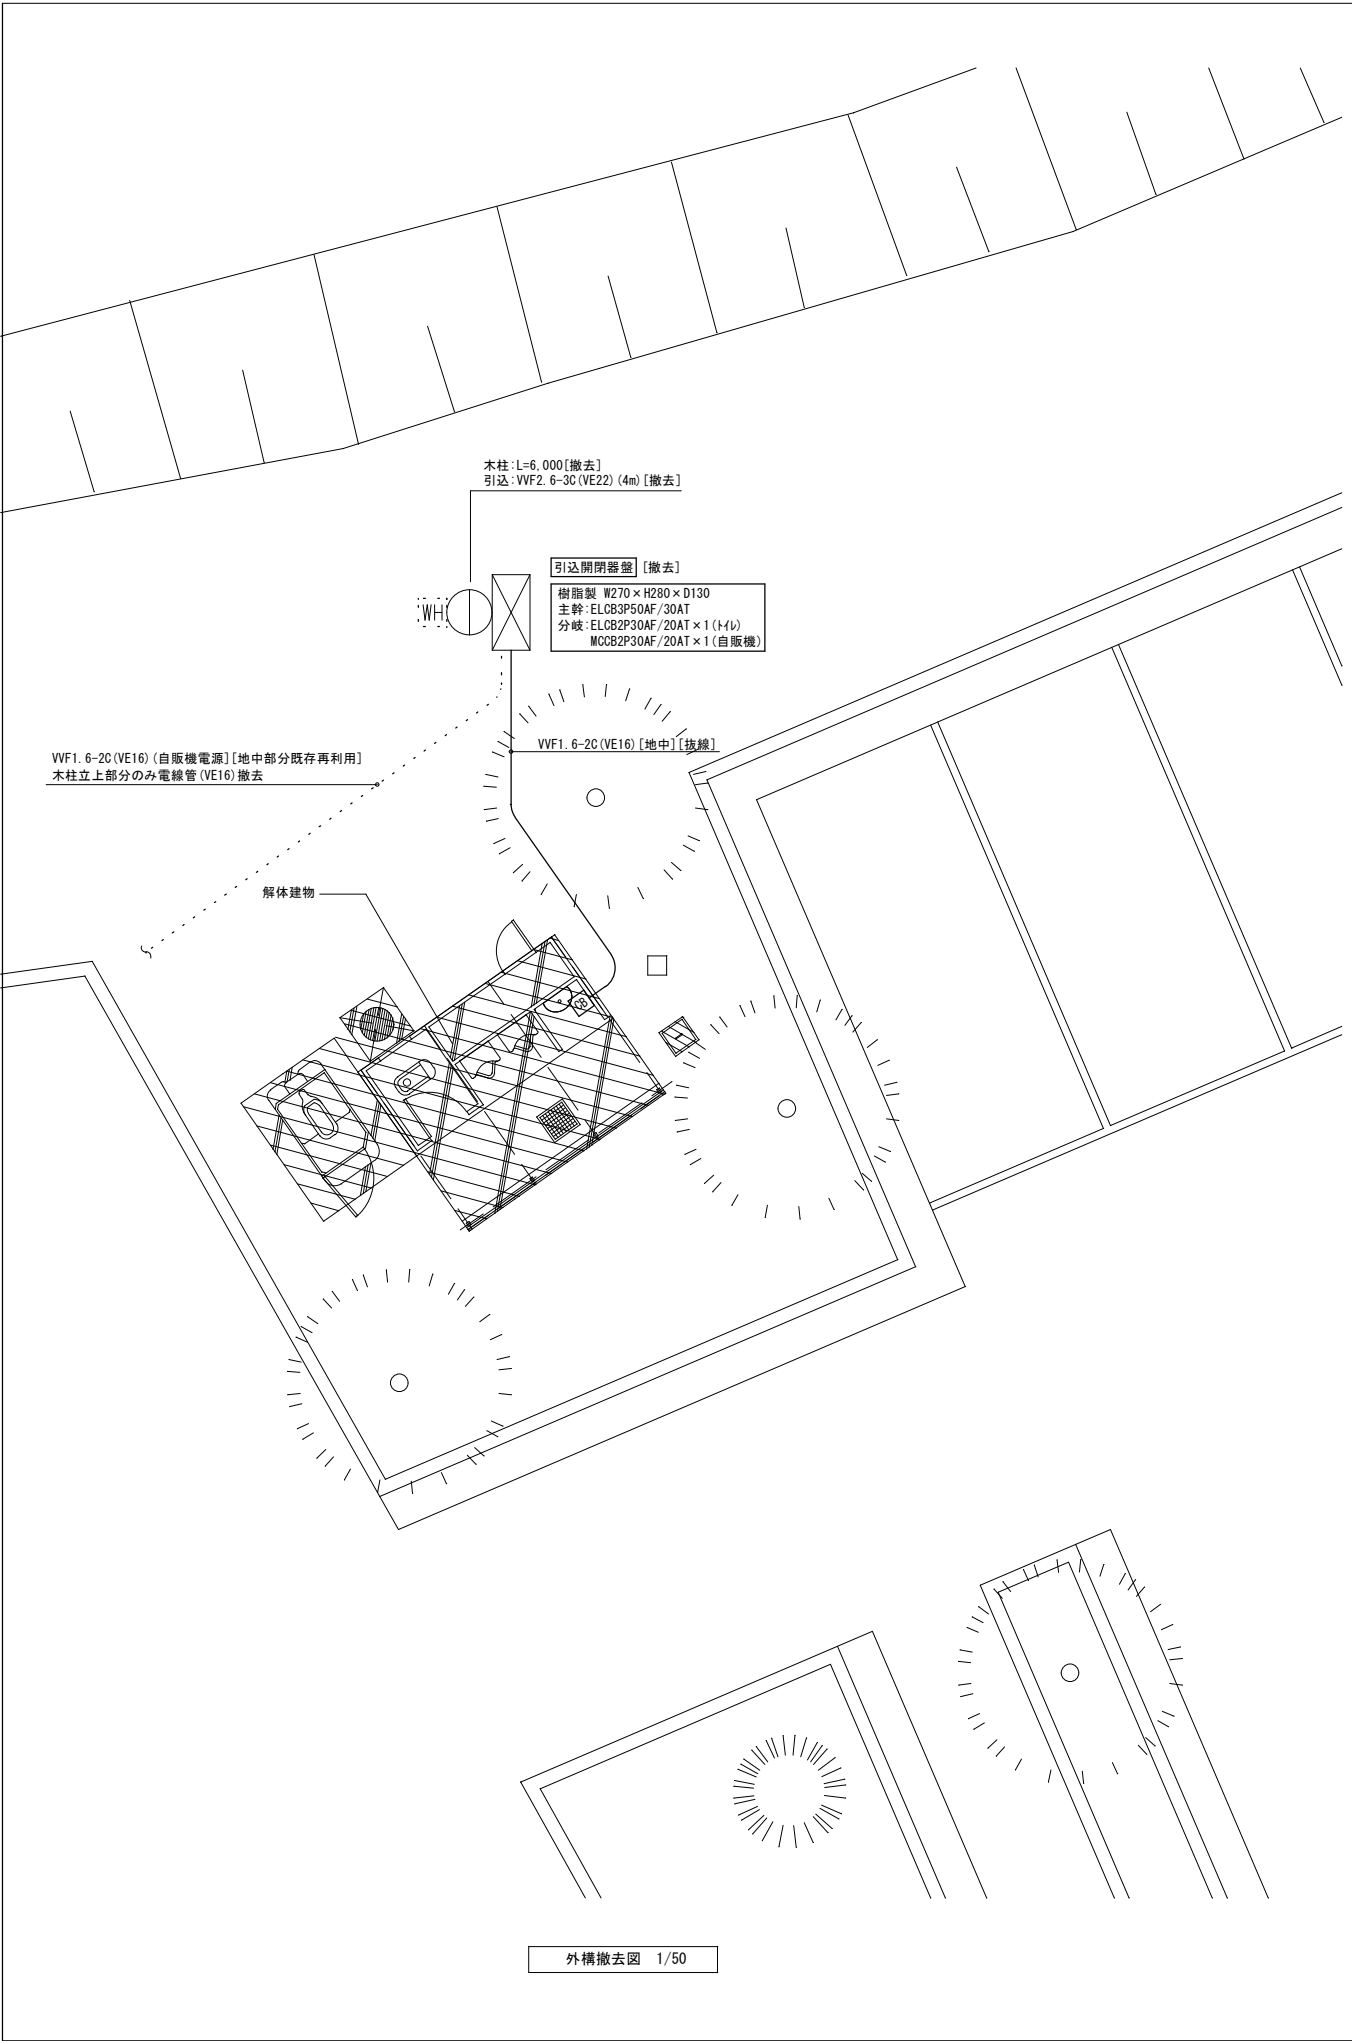 木柱:L=6,000[撤去]
引込:VVF2.6-3C(VE22)(4m)[撤去]
引込開閉器盤 [撤去]
樹脂製 W270×H280×D130
主幹:ELCB3P50AF/30AT
分岐:ELCB2P30AF/20AT×1(ﾄｲﾚ)
MCCB2P30AF/20AT×1(自販機)
WH
VVF1.6-2C(VE16)[地中][抜線]
VVF1.6-2C(VE16)(自販機電源)[地中部分既存再利用]
木柱立上部分のみ電線管(VE16)撤去
解体建物
CB
外構撤去図 1/50